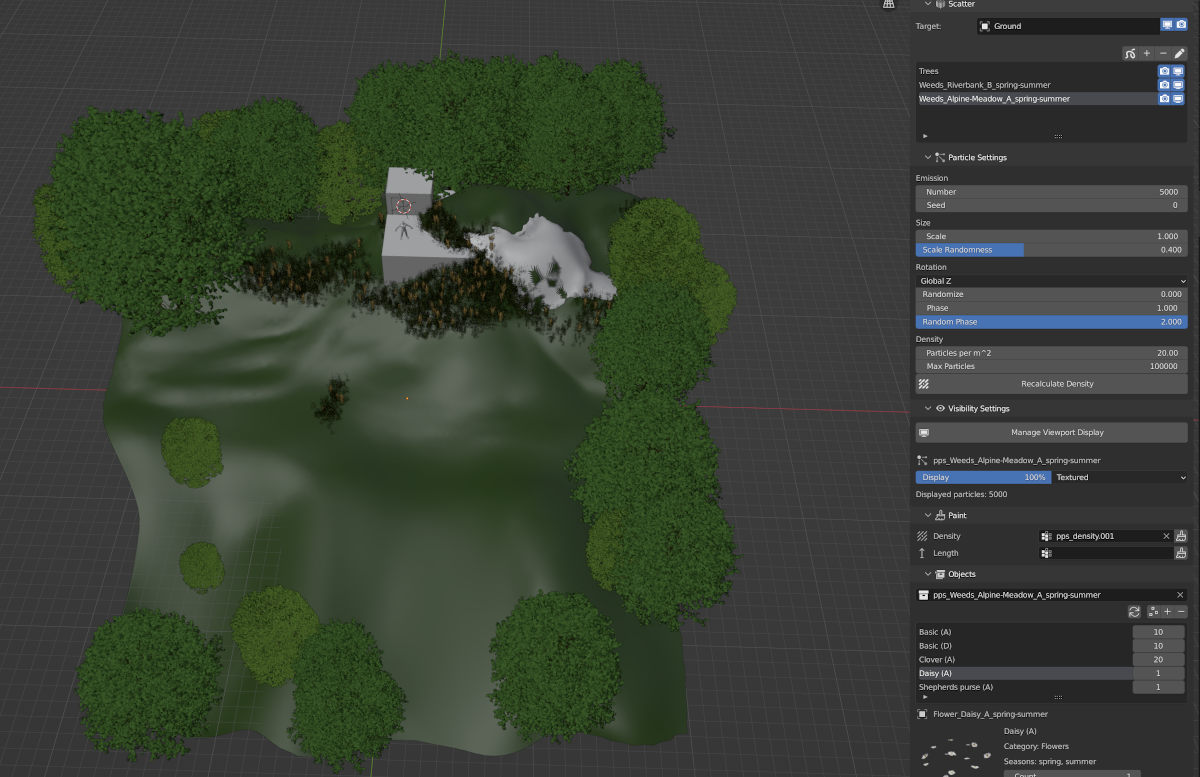 Scatter
Target: Ground
Trees
Weeds_Riverbank_B_spring-summer
Weeds_Alpine-Meadow_A_spring-summer
Particle Settings
Emission
Number 5000
Seed 0
Size
Scale 1.000
Scale Randomness 0.400
Rotation
Global Z
Randomize 0.000
Phase 1.000
Random Phase 2.000
Density
Particles per m^2 20.00
Max Particles 100000
Recalculate Density
Visibility Settings
Manage Viewport Display
pps_Weeds_Alpine-Meadow_A_spring-summer
Display 100% Textured
Displayed particles: 5000
Paint
Density pps_density.001
Length
Objects
pps_Weeds_Alpine-Meadow_A_spring-summer
Basic (A) 10
Basic (D) 10
Clover (A) 20
Daisy (A) 1
Shepherds purse (A) 1
Flower_Daisy_A_spring-summer
Daisy (A)
Category: Flowers
Seasons: spring, summer
Count 1